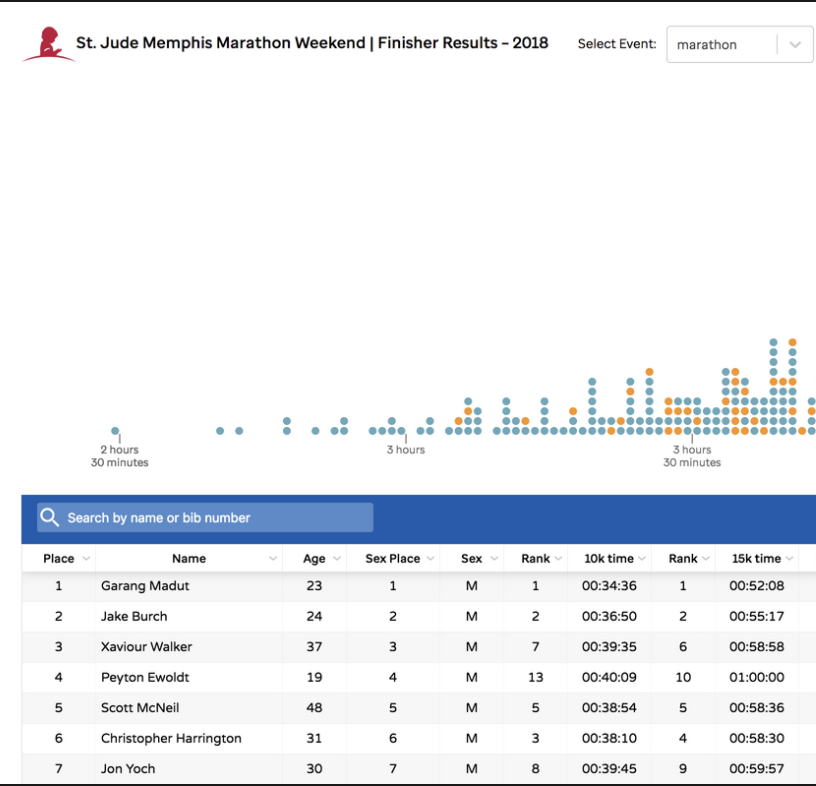 St. Jude Memphis Marathon Weekend | Finisher Results – 2018 Select Event: marathon
2 hours 3 hours 3 hours
30 minutes 30 minutes
Search by name or bib number
Place Name Age Sex Place Sex Rank 10k time Rank 15k time
1 Garang Madut 23 1 M 1 00:34:36 1 00:52:08
2 Jake Burch 24 2 M 2 00:36:50 2 00:55:17
3 Xaviour Walker 37 3 M 7 00:39:35 6 00:58:58
4 Peyton Ewoldt 19 4 M 13 00:40:09 10 01:00:00
5 Scott McNeil 48 5 M 5 00:38:54 5 00:58:36
6 Christopher Harrington 31 6 M 3 00:38:10 4 00:58:30
7 Jon Yoch 30 7 M 8 00:39:45 9 00:59:57